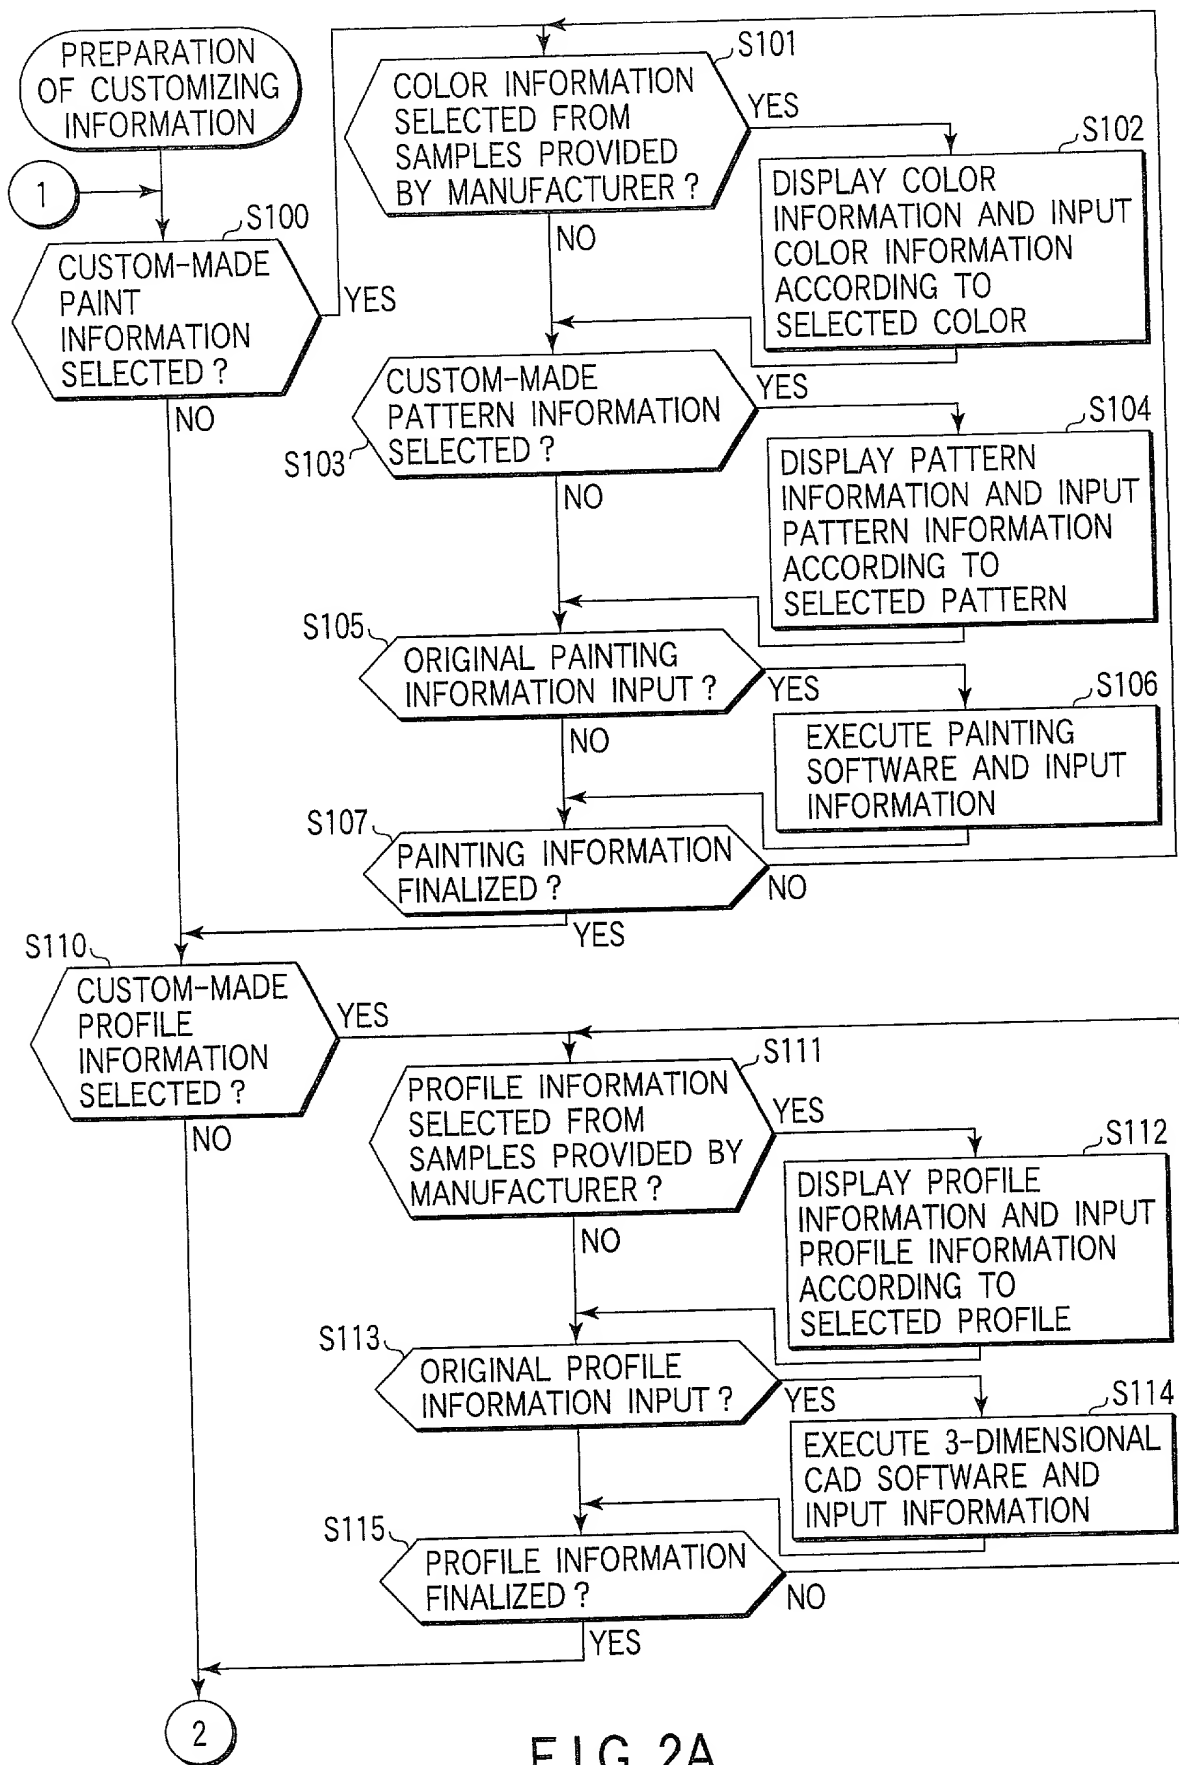 PREPARATION
OF CUSTOMIZING
INFORMATION
1
S100
CUSTOM-MADE
PAINT
INFORMATION
SELECTED?
YES
NO
S101
COLOR INFORMATION
SELECTED FROM
SAMPLES PROVIDED
BY MANUFACTURER?
YES
NO
S102
DISPLAY COLOR
INFORMATION AND INPUT
COLOR INFORMATION
ACCORDING TO
SELECTED COLOR
CUSTOM-MADE
PATTERN INFORMATION
SELECTED?
S103
YES
NO
S104
DISPLAY PATTERN
INFORMATION AND INPUT
PATTERN INFORMATION
ACCORDING TO
SELECTED PATTERN
S105
ORIGINAL PAINTING
INFORMATION INPUT?
YES
NO
S106
EXECUTE PAINTING
SOFTWARE AND INPUT
INFORMATION
S107
PAINTING INFORMATION
FINALIZED?
NO
YES
S110
CUSTOM-MADE
PROFILE
INFORMATION
SELECTED?
YES
NO
S111
PROFILE INFORMATION
SELECTED FROM
SAMPLES PROVIDED BY
MANUFACTURER?
YES
NO
S112
DISPLAY PROFILE
INFORMATION AND INPUT
PROFILE INFORMATION
ACCORDING TO
SELECTED PROFILE
S113
ORIGINAL PROFILE
INFORMATION INPUT?
YES
S114
EXECUTE 3-DIMENSIONAL
CAD SOFTWARE AND
INPUT INFORMATION
S115
PROFILE INFORMATION
FINALIZED?
NO
YES
2
FIG. 2A